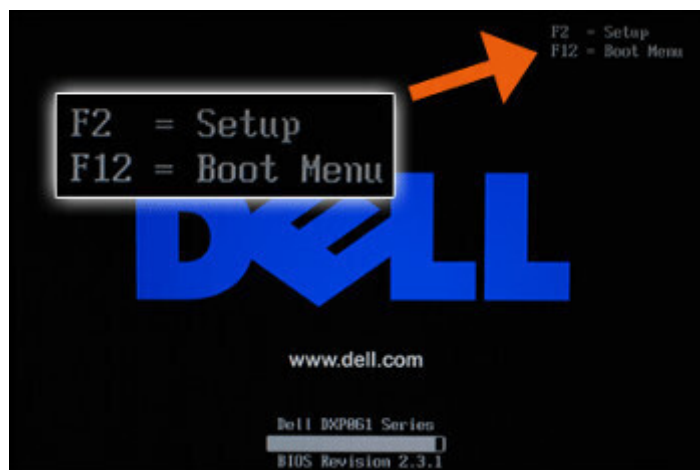 F2 = Setup
F12 = Boot Menu
F2 = Setup
F12 = Boot Menu
DELL
www.dell.com
Dell DXP061 Series
BIOS Revision 2.3.1